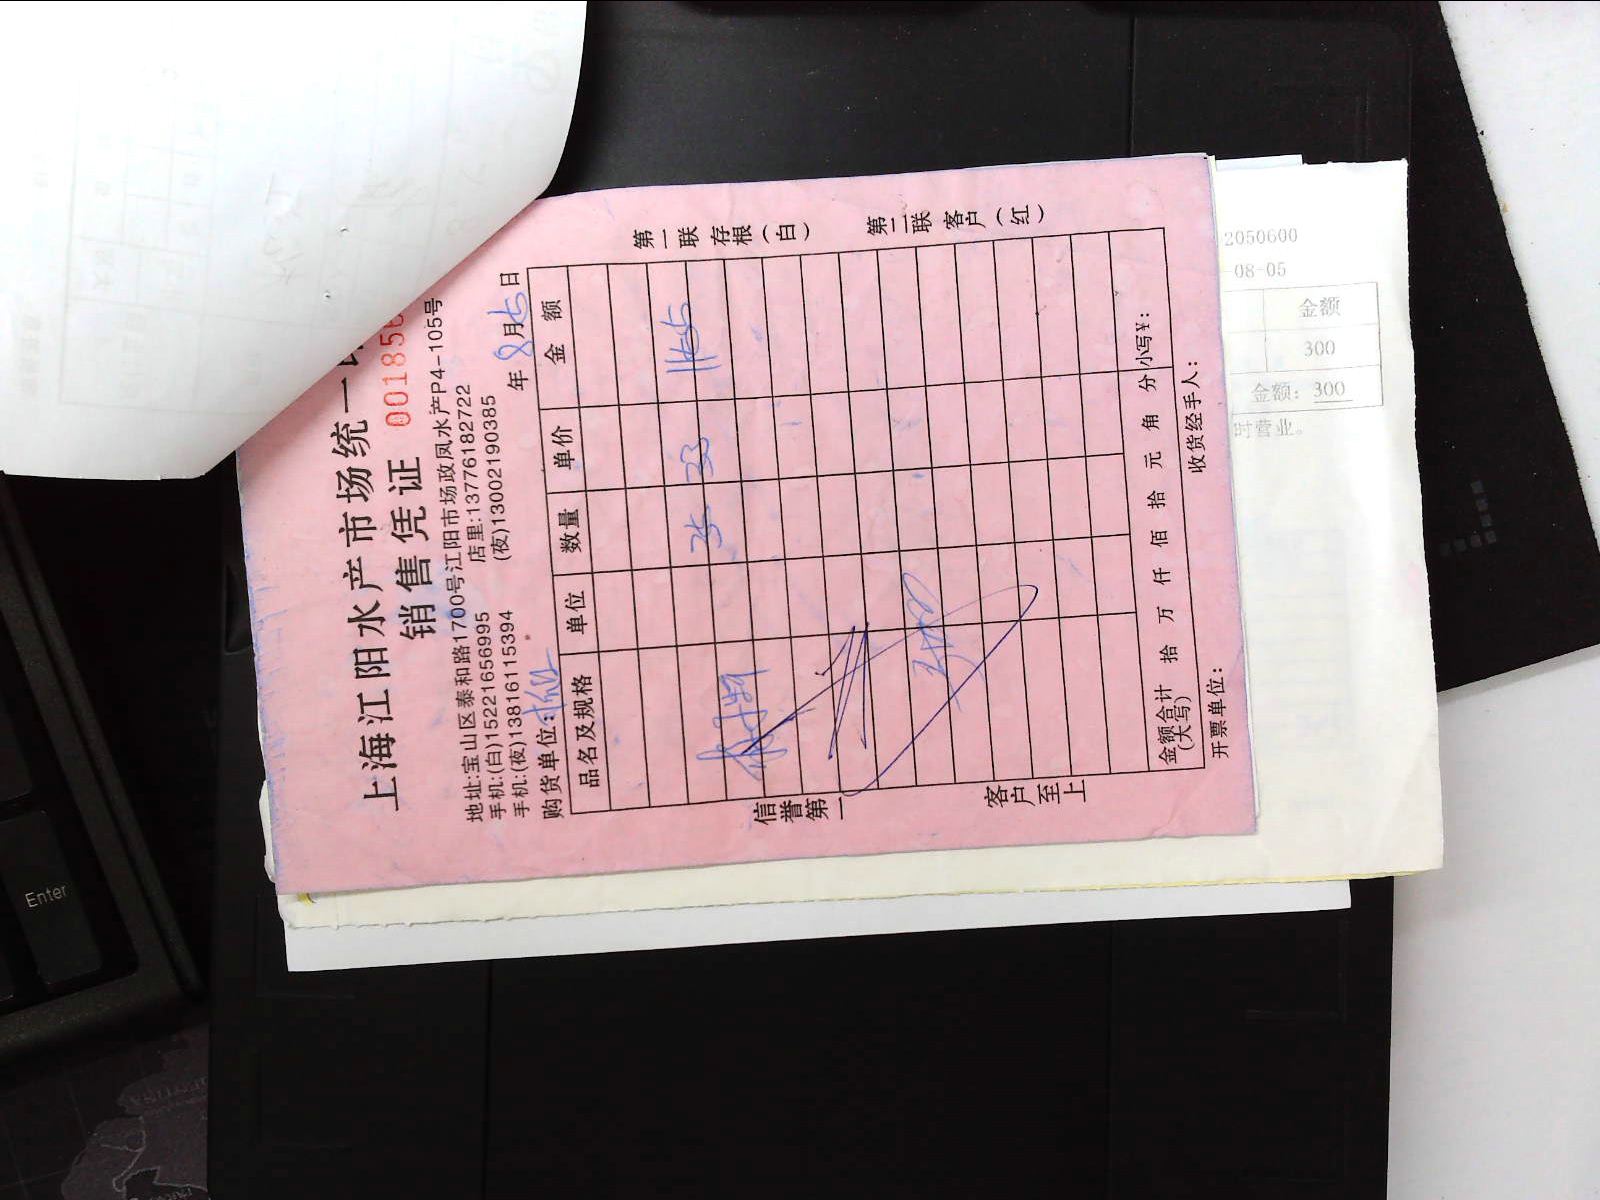 上海江阳水产市场统一
销售凭证
00185
地址:宝山区泰和路1700号江阳市场政凤水产P4-105号
手机:(白)15221656995 店里:13776182722
手机:(夜)13816115394 (夜)13002190385
购货单位: 年 8月5日
品名及规格 单位 数量 单价 金额
35 33 1155
金额合计(大写) 拾 万 仟 佰 拾 元 角 分 小写¥:
开票单位: 收货经手人:
信誉第一 客户至上
第一联 存根(白) 第二联 客户(红)
2050600
-08-05
金额
300
金额: 300
时营业。
Enter